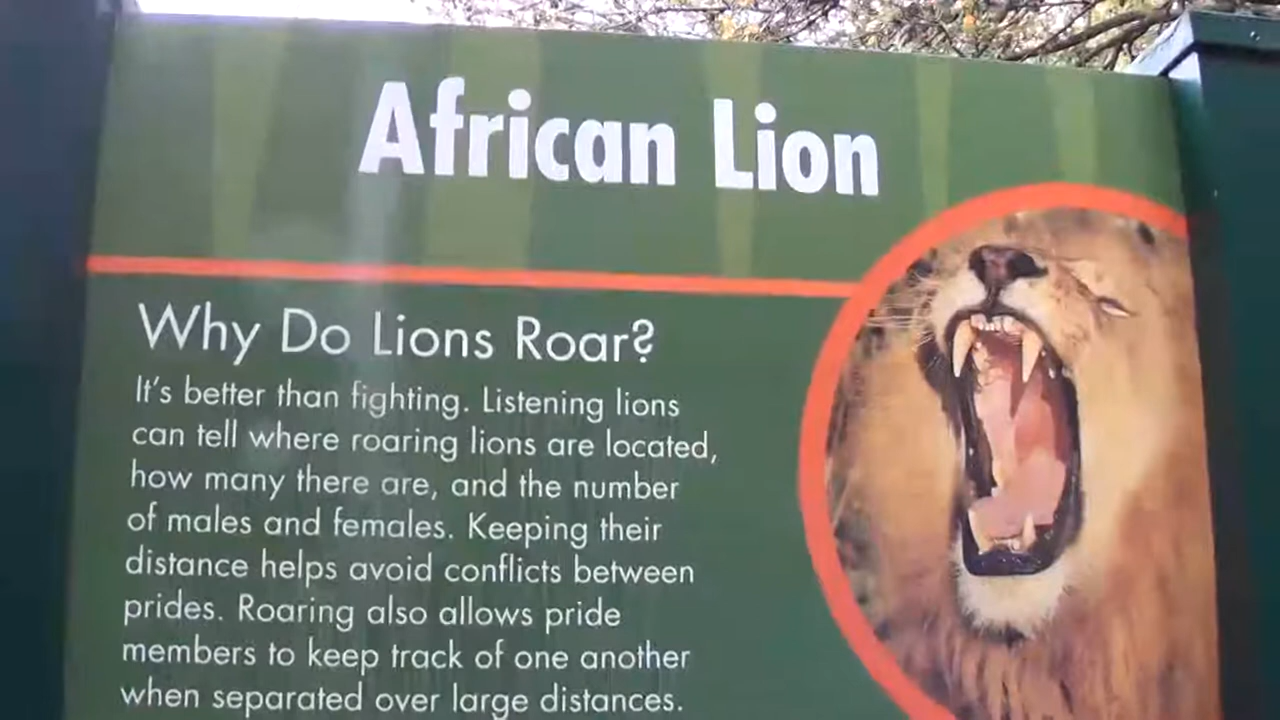 African Lion
Why Do Lions Roar?
It's better than fighting. Listening lions
can tell where roaring lions are located,
how many there are, and the number
of males and females. Keeping their
distance helps avoid conflicts between
prides. Roaring also allows pride
members to keep track of one another
when separated over large distances.